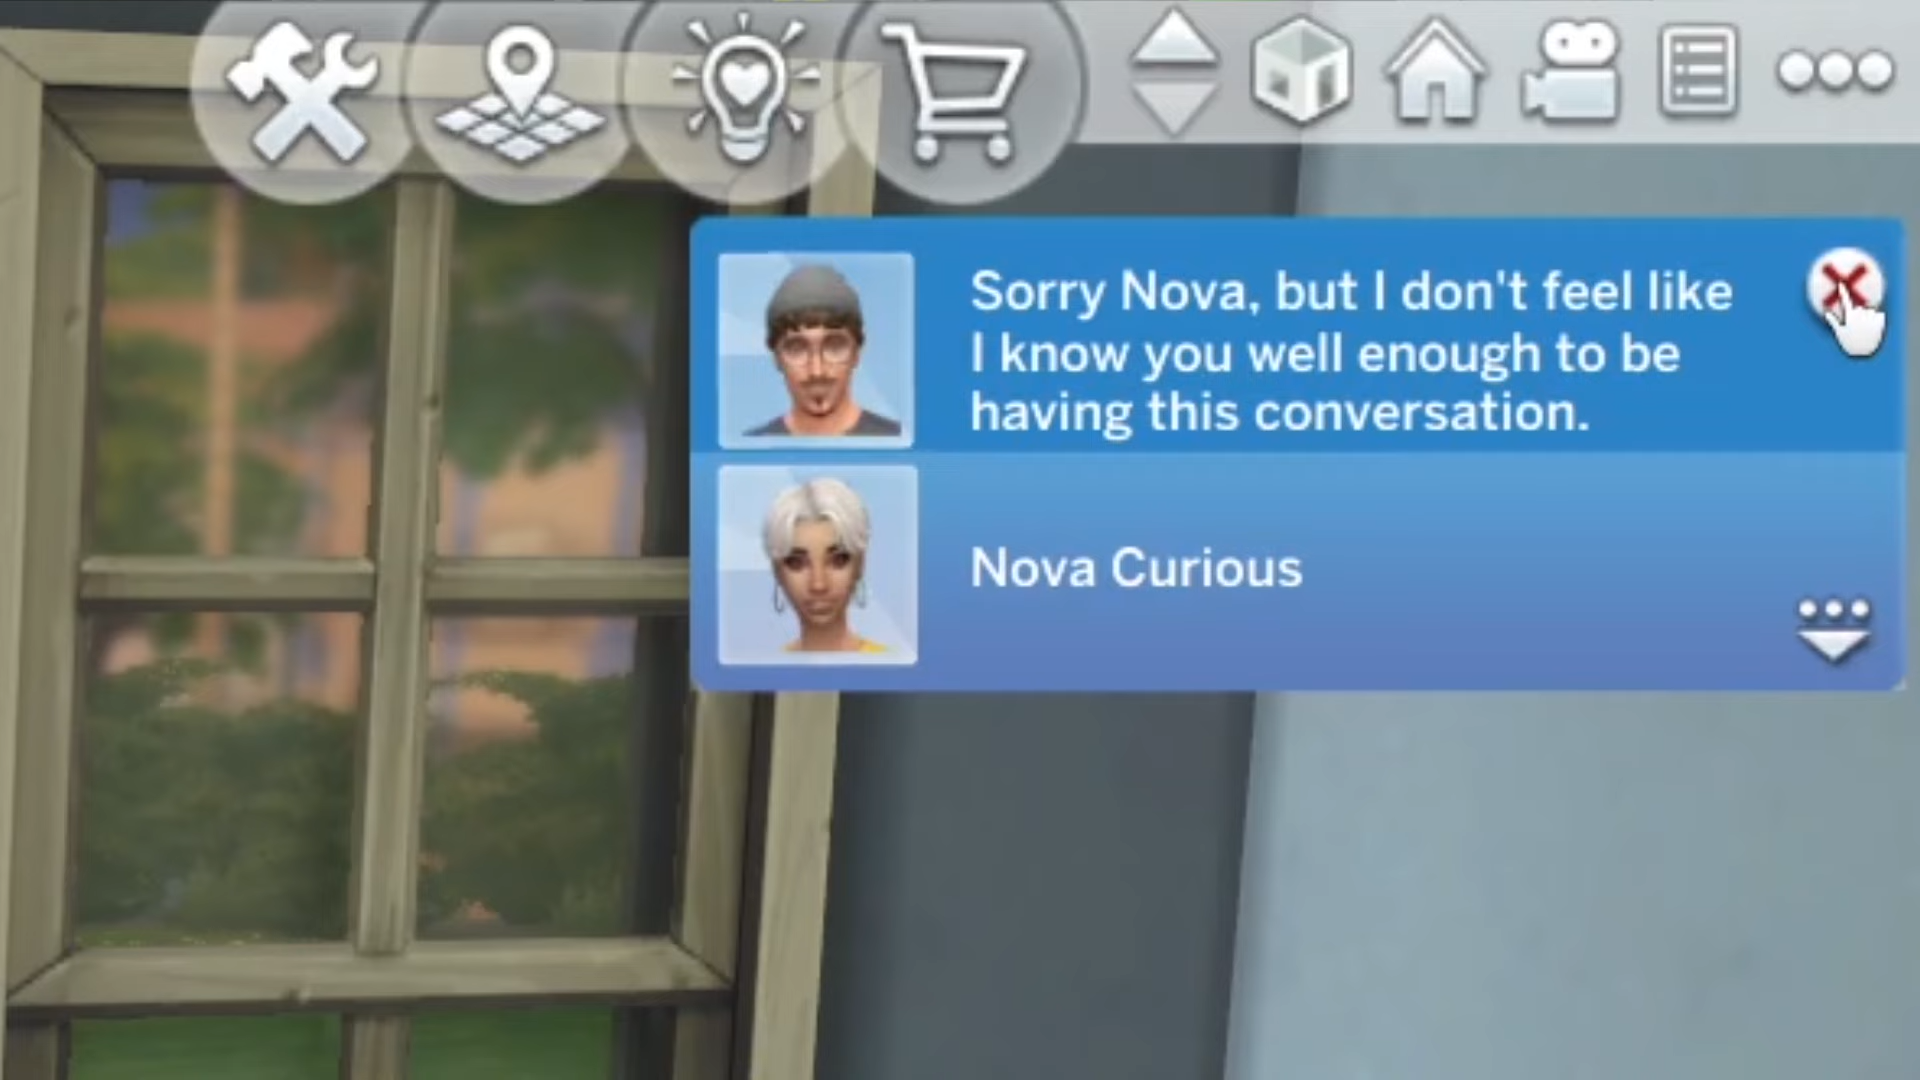 Sorry Nova, but I don't feel like
I know you well enough to be
having this conversation.
Nova Curious